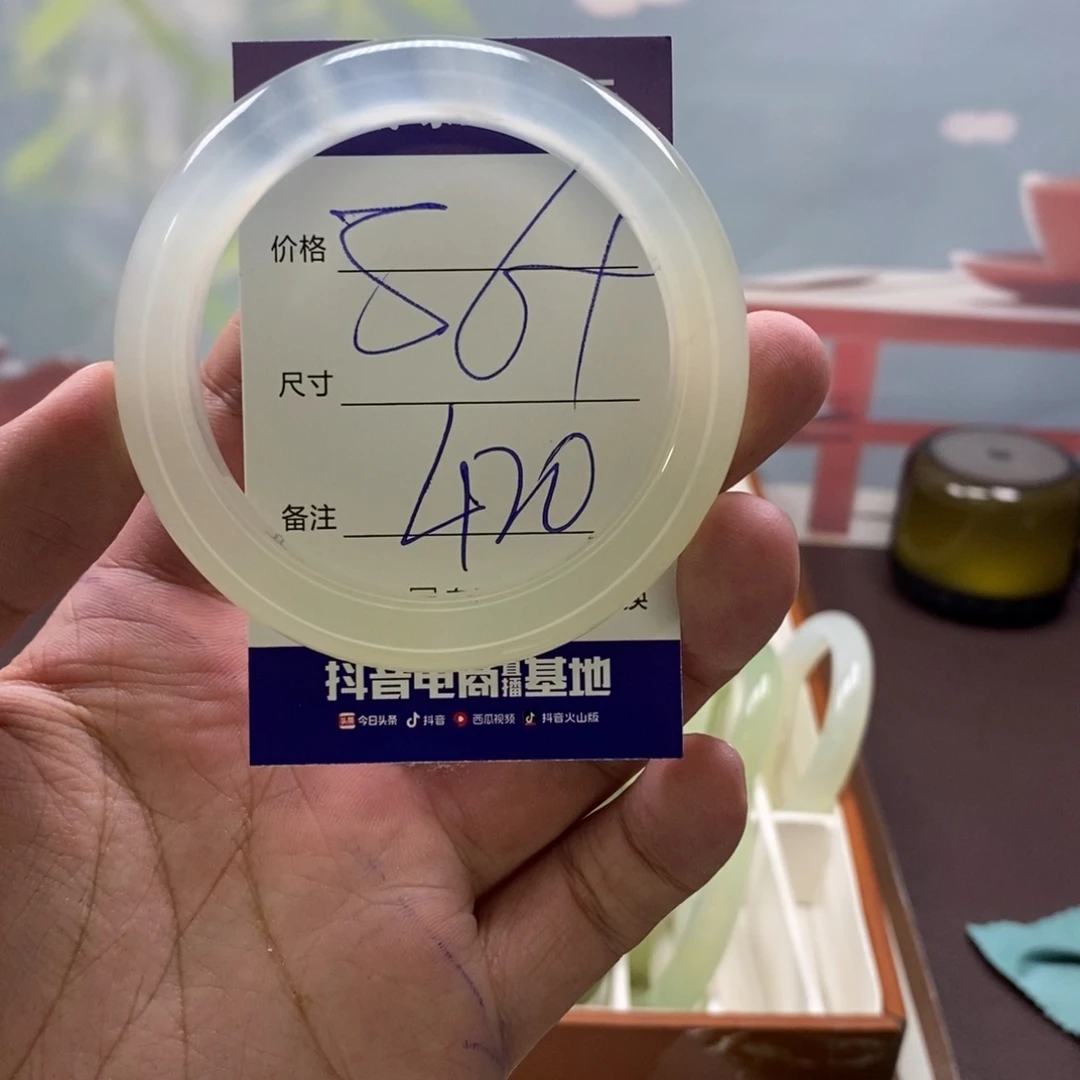 价格
564
尺寸
备注 420
抖音电商直播基地
今日头条 抖音 西瓜视频 抖音火山版